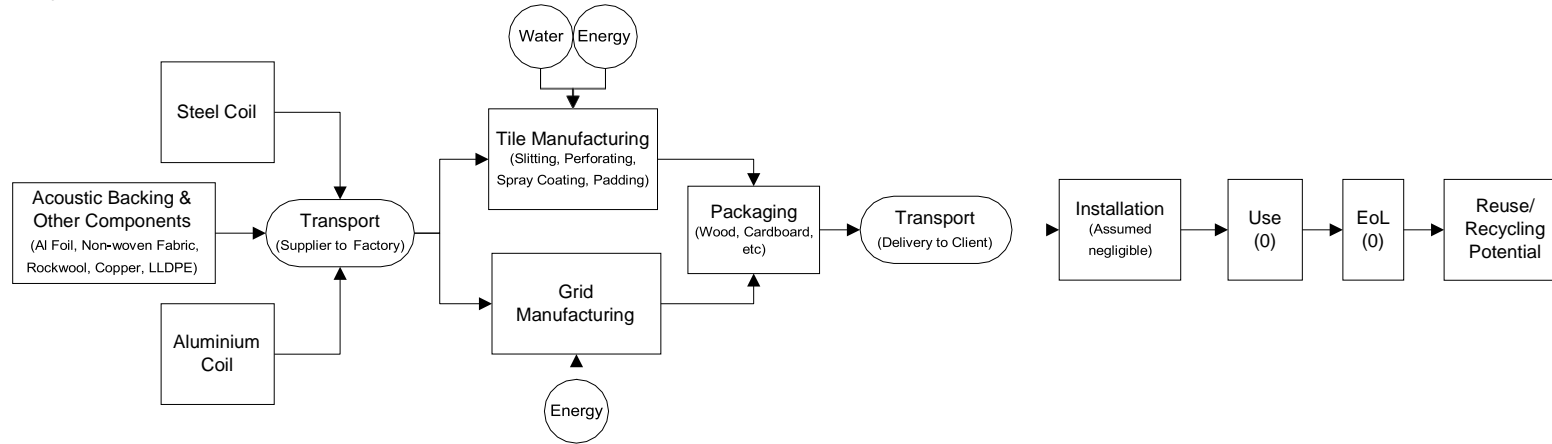 Water
Energy
Steel Coil
Acoustic Backing &
Other Components
(Al Foil, Non-woven Fabric,
Rockwool, Copper, LLDPE)
Aluminium
Coil
Transport
(Supplier to Factory)
Tile Manufacturing
(Slitting, Perforating,
Spray Coating, Padding)
Grid
Manufacturing
Energy
Packaging
(Wood, Cardboard,
etc)
Transport
(Delivery to Client)
Installation
(Assumed
negligible)
Use
(0)
EoL
(0)
Reuse/
Recycling
Potential